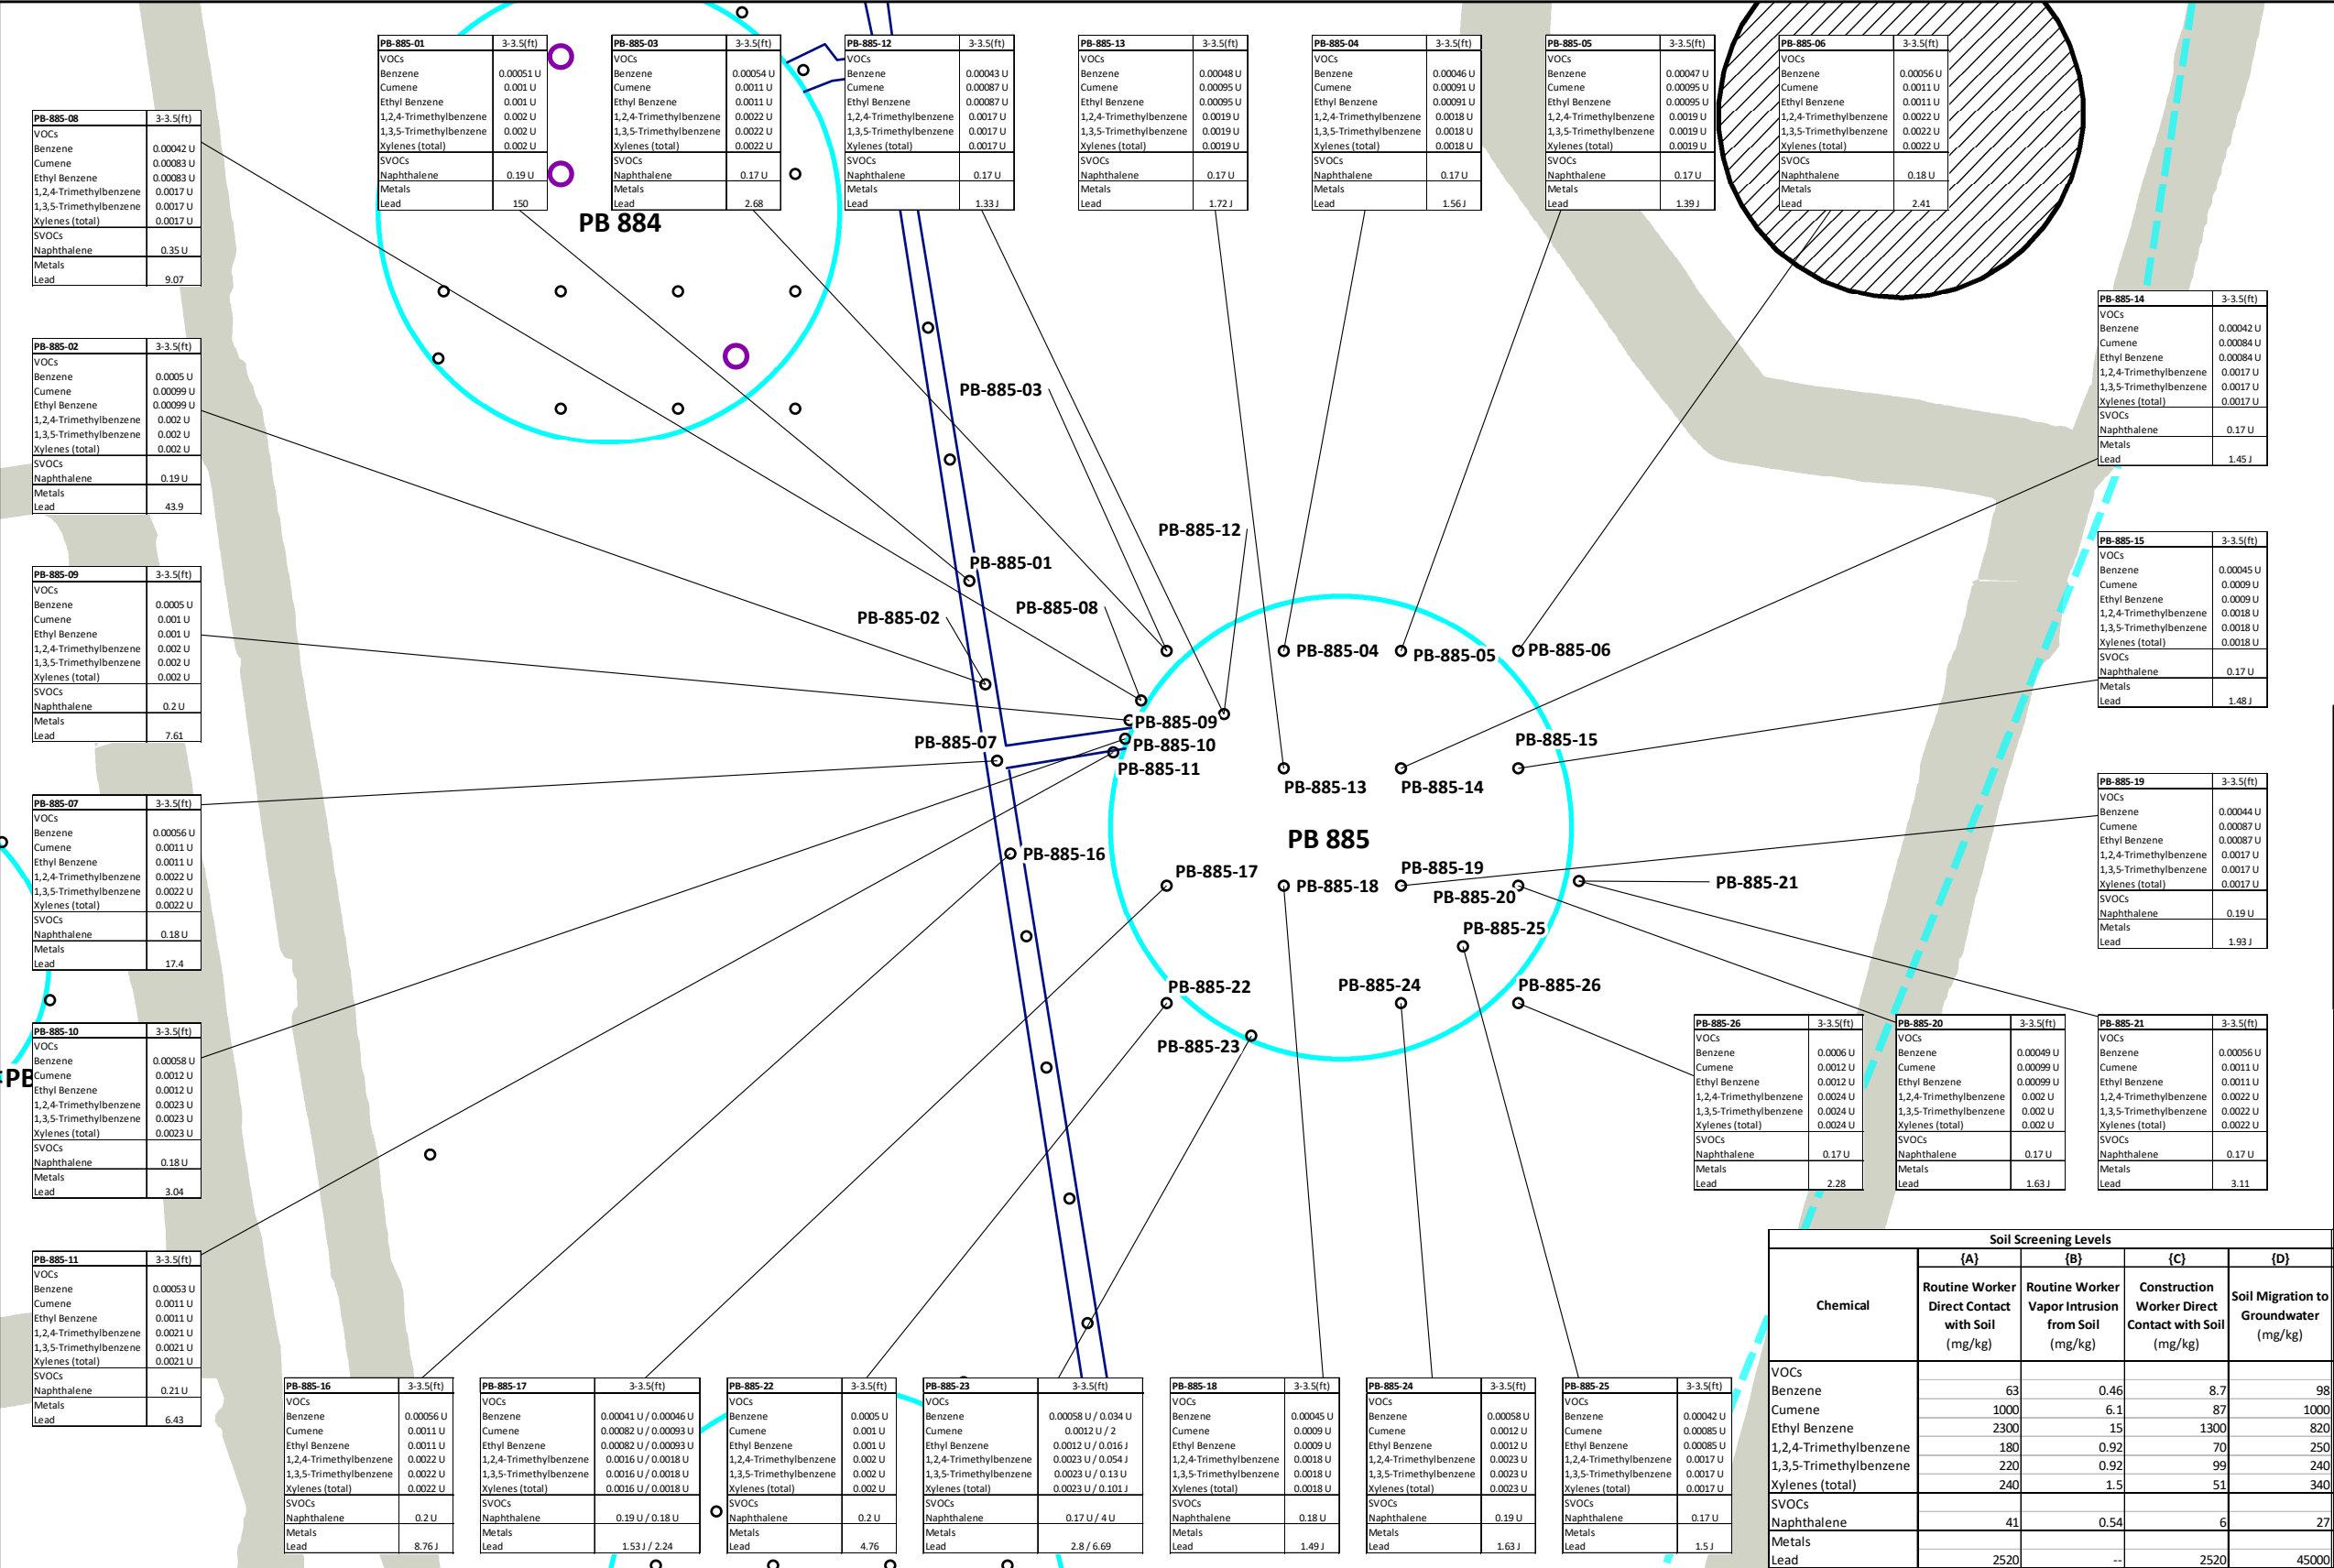 PB-885-01 3-3.5(ft)
VOCs
Benzene 0.00051 U
Cumene 0.001 U
Ethyl Benzene 0.001 U
1,2,4-Trimethylbenzene 0.002 U
1,3,5-Trimethylbenzene 0.002 U
Xylenes (total) 0.002 U
SVOCs
Naphthalene 0.19 U
Metals
Lead 150
PB-885-03 3-3.5(ft)
VOCs
Benzene 0.00054 U
Cumene 0.0011 U
Ethyl Benzene 0.0011 U
1,2,4-Trimethylbenzene 0.0022 U
1,3,5-Trimethylbenzene 0.0022 U
Xylenes (total) 0.0022 U
SVOCs
Naphthalene 0.17 U
Metals
Lead 2.68
PB-885-12 3-3.5(ft)
VOCs
Benzene 0.00043 U
Cumene 0.00087 U
Ethyl Benzene 0.00087 U
1,2,4-Trimethylbenzene 0.0017 U
1,3,5-Trimethylbenzene 0.0017 U
Xylenes (total) 0.0017 U
SVOCs
Naphthalene 0.17 U
Metals
Lead 1.33 J
PB-885-13 3-3.5(ft)
VOCs
Benzene 0.00048 U
Cumene 0.00095 U
Ethyl Benzene 0.00095 U
1,2,4-Trimethylbenzene 0.0019 U
1,3,5-Trimethylbenzene 0.0019 U
Xylenes (total) 0.0019 U
SVOCs
Naphthalene 0.17 U
Metals
Lead 1.72 J
PB-885-04 3-3.5(ft)
VOCs
Benzene 0.00046 U
Cumene 0.00091 U
Ethyl Benzene 0.00091 U
1,2,4-Trimethylbenzene 0.0018 U
1,3,5-Trimethylbenzene 0.0018 U
Xylenes (total) 0.0018 U
SVOCs
Naphthalene 0.17 U
Metals
Lead 1.56 J
PB-885-05 3-3.5(ft)
VOCs
Benzene 0.00047 U
Cumene 0.00095 U
Ethyl Benzene 0.00095 U
1,2,4-Trimethylbenzene 0.0019 U
1,3,5-Trimethylbenzene 0.0019 U
Xylenes (total) 0.0019 U
SVOCs
Naphthalene 0.17 U
Metals
Lead 1.39 J
PB-885-06 3-3.5(ft)
VOCs
Benzene 0.00056 U
Cumene 0.0011 U
Ethyl Benzene 0.0011 U
1,2,4-Trimethylbenzene 0.0022 U
1,3,5-Trimethylbenzene 0.0022 U
Xylenes (total) 0.0022 U
SVOCs
Naphthalene 0.18 U
Metals
Lead 2.41
PB-885-08 3-3.5(ft)
VOCs
Benzene 0.00042 U
Cumene 0.00083 U
Ethyl Benzene 0.00083 U
1,2,4-Trimethylbenzene 0.0017 U
1,3,5-Trimethylbenzene 0.0017 U
Xylenes (total) 0.0017 U
SVOCs
Naphthalene 0.35 U
Metals
Lead 9.07
PB-885-02 3-3.5(ft)
VOCs
Benzene 0.0005 U
Cumene 0.00099 U
Ethyl Benzene 0.00099 U
1,2,4-Trimethylbenzene 0.002 U
1,3,5-Trimethylbenzene 0.002 U
Xylenes (total) 0.002 U
SVOCs
Naphthalene 0.19 U
Metals
Lead 43.9
PB-885-09 3-3.5(ft)
VOCs
Benzene 0.0005 U
Cumene 0.001 U
Ethyl Benzene 0.001 U
1,2,4-Trimethylbenzene 0.002 U
1,3,5-Trimethylbenzene 0.002 U
Xylenes (total) 0.002 U
SVOCs
Naphthalene 0.2 U
Metals
Lead 7.61
PB-885-07 3-3.5(ft)
VOCs
Benzene 0.00056 U
Cumene 0.0011 U
Ethyl Benzene 0.0011 U
1,2,4-Trimethylbenzene 0.0022 U
1,3,5-Trimethylbenzene 0.0022 U
Xylenes (total) 0.0022 U
SVOCs
Naphthalene 0.18 U
Metals
Lead 17.4
PB-885-10 3-3.5(ft)
VOCs
Benzene 0.00058 U
Cumene 0.0012 U
Ethyl Benzene 0.0012 U
1,2,4-Trimethylbenzene 0.0023 U
1,3,5-Trimethylbenzene 0.0023 U
Xylenes (total) 0.0023 U
SVOCs
Naphthalene 0.18 U
Metals
Lead 3.04
PB
PB-885-11 3-3.5(ft)
VOCs
Benzene 0.00053 U
Cumene 0.0011 U
Ethyl Benzene 0.0011 U
1,2,4-Trimethylbenzene 0.0021 U
1,3,5-Trimethylbenzene 0.0021 U
Xylenes (total) 0.0021 U
SVOCs
Naphthalene 0.21 U
Metals
Lead 6.43
PB 884
PB-885-03
PB-885-12
PB-885-01
PB-885-08
PB-885-02
PB-885-04
PB-885-05
PB-885-06
PB-885-09
PB-885-07
PB-885-10
PB-885-11
PB-885-15
PB-885-13
PB-885-14
PB 885
PB-885-16
PB-885-17
PB-885-18
PB-885-19
PB-885-20
PB-885-21
PB-885-25
PB-885-22
PB-885-24
PB-885-26
PB-885-23
PB-885-14 3-3.5(ft)
VOCs
Benzene 0.00042 U
Cumene 0.00084 U
Ethyl Benzene 0.00084 U
1,2,4-Trimethylbenzene 0.0017 U
1,3,5-Trimethylbenzene 0.0017 U
Xylenes (total) 0.0017 U
SVOCs
Naphthalene 0.17 U
Metals
Lead 1.45 J
PB-885-15 3-3.5(ft)
VOCs
Benzene 0.00045 U
Cumene 0.0009 U
Ethyl Benzene 0.0009 U
1,2,4-Trimethylbenzene 0.0018 U
1,3,5-Trimethylbenzene 0.0018 U
Xylenes (total) 0.0018 U
SVOCs
Naphthalene 0.17 U
Metals
Lead 1.48 J
PB-885-19 3-3.5(ft)
VOCs
Benzene 0.00044 U
Cumene 0.00087 U
Ethyl Benzene 0.00087 U
1,2,4-Trimethylbenzene 0.0017 U
1,3,5-Trimethylbenzene 0.0017 U
Xylenes (total) 0.0017 U
SVOCs
Naphthalene 0.19 U
Metals
Lead 1.93 J
PB-885-26 3-3.5(ft)
VOCs
Benzene 0.0006 U
Cumene 0.0012 U
Ethyl Benzene 0.0012 U
1,2,4-Trimethylbenzene 0.0024 U
1,3,5-Trimethylbenzene 0.0024 U
Xylenes (total) 0.0024 U
SVOCs
Naphthalene 0.17 U
Metals
Lead 2.28
PB-885-20 3-3.5(ft)
VOCs
Benzene 0.00049 U
Cumene 0.00099 U
Ethyl Benzene 0.00099 U
1,2,4-Trimethylbenzene 0.002 U
1,3,5-Trimethylbenzene 0.002 U
Xylenes (total) 0.002 U
SVOCs
Naphthalene 0.17 U
Metals
Lead 1.63 J
PB-885-21 3-3.5(ft)
VOCs
Benzene 0.00056 U
Cumene 0.0011 U
Ethyl Benzene 0.0011 U
1,2,4-Trimethylbenzene 0.0022 U
1,3,5-Trimethylbenzene 0.0022 U
Xylenes (total) 0.0022 U
SVOCs
Naphthalene 0.17 U
Metals
Lead 3.11
PB-885-16 3-3.5(ft)
VOCs
Benzene 0.00056 U
Cumene 0.0011 U
Ethyl Benzene 0.0011 U
1,2,4-Trimethylbenzene 0.0022 U
1,3,5-Trimethylbenzene 0.0022 U
Xylenes (total) 0.0022 U
SVOCs
Naphthalene 0.2 U
Metals
Lead 8.76 J
PB-885-17 3-3.5(ft)
VOCs
Benzene 0.00041 U / 0.00046 U
Cumene 0.00082 U / 0.00093 U
Ethyl Benzene 0.00082 U / 0.00093 U
1,2,4-Trimethylbenzene 0.0016 U / 0.0018 U
1,3,5-Trimethylbenzene 0.0016 U / 0.0018 U
Xylenes (total) 0.0016 U / 0.0018 U
SVOCs
Naphthalene 0.19 U / 0.18 U
Metals
Lead 1.53 J / 2.24
PB-885-22 3-3.5(ft)
VOCs
Benzene 0.0005 U
Cumene 0.001 U
Ethyl Benzene 0.001 U
1,2,4-Trimethylbenzene 0.002 U
1,3,5-Trimethylbenzene 0.002 U
Xylenes (total) 0.002 U
SVOCs
Naphthalene 0.2 U
Metals
Lead 4.76
PB-885-23 3-3.5(ft)
VOCs
Benzene 0.00058 U / 0.034 U
Cumene 0.0012 U / 2
Ethyl Benzene 0.0012 U / 0.016 J
1,2,4-Trimethylbenzene 0.0023 U / 0.054 J
1,3,5-Trimethylbenzene 0.0023 U / 0.13 U
Xylenes (total) 0.0023 U / 0.101 J
SVOCs
Naphthalene 0.17 U / 4 U
Metals
Lead 2.8 / 6.69
PB-885-18 3-3.5(ft)
VOCs
Benzene 0.00045 U
Cumene 0.0009 U
Ethyl Benzene 0.0009 U
1,2,4-Trimethylbenzene 0.0018 U
1,3,5-Trimethylbenzene 0.0018 U
Xylenes (total) 0.0018 U
SVOCs
Naphthalene 0.18 U
Metals
Lead 1.49 J
PB-885-24 3-3.5(ft)
VOCs
Benzene 0.00058 U
Cumene 0.0012 U
Ethyl Benzene 0.0012 U
1,2,4-Trimethylbenzene 0.0023 U
1,3,5-Trimethylbenzene 0.0023 U
Xylenes (total) 0.0023 U
SVOCs
Naphthalene 0.19 U
Metals
Lead 1.63 J
PB-885-25 3-3.5(ft)
VOCs
Benzene 0.00042 U
Cumene 0.00085 U
Ethyl Benzene 0.00085 U
1,2,4-Trimethylbenzene 0.0017 U
1,3,5-Trimethylbenzene 0.0017 U
Xylenes (total) 0.0017 U
SVOCs
Naphthalene 0.17 U
Metals
Lead 1.5 J
Soil Screening Levels
{A} {B} {C} {D}
Chemical
Routine Worker Direct Contact with Soil (mg/kg)
Routine Worker Vapor Intrusion from Soil (mg/kg)
Construction Worker Direct Contact with Soil (mg/kg)
Soil Migration to Groundwater (mg/kg)
VOCs
Benzene 63 0.46 8.7 98
Cumene 1000 6.1 87 1000
Ethyl Benzene 2300 15 1300 820
1,2,4-Trimethylbenzene 180 0.92 70 250
1,3,5-Trimethylbenzene 220 0.92 99 240
Xylenes (total) 240 1.5 51 340
SVOCs
Naphthalene 41 0.54 6 27
Metals
Lead 2520 -- 2520 45000